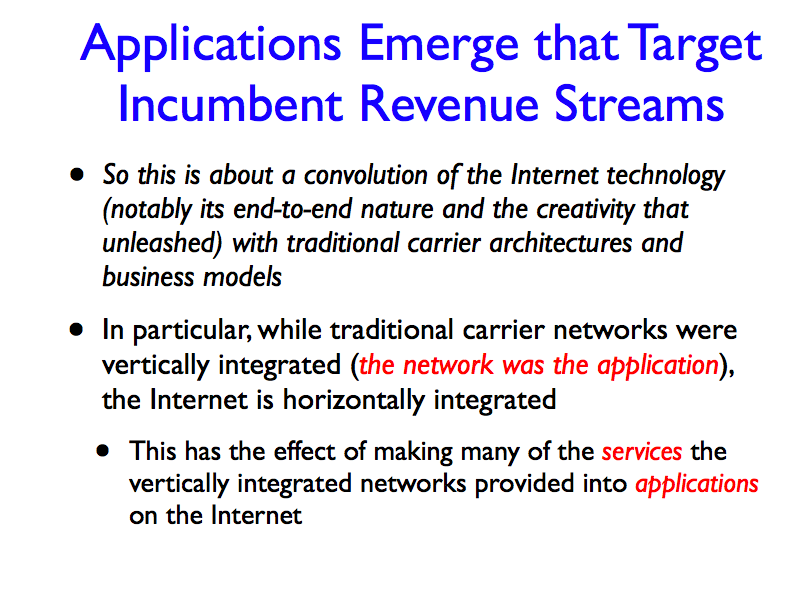 Applications Emerge that Target
Incumbent Revenue Streams
• So this is about a convolution of the Internet technology
(notably its end-to-end nature and the creativity that
unleashed) with traditional carrier architectures and
business models
• In particular, while traditional carrier networks were
vertically integrated (the network was the application),
the Internet is horizontally integrated
• This has the effect of making many of the services the
vertically integrated networks provided into applications
on the Internet